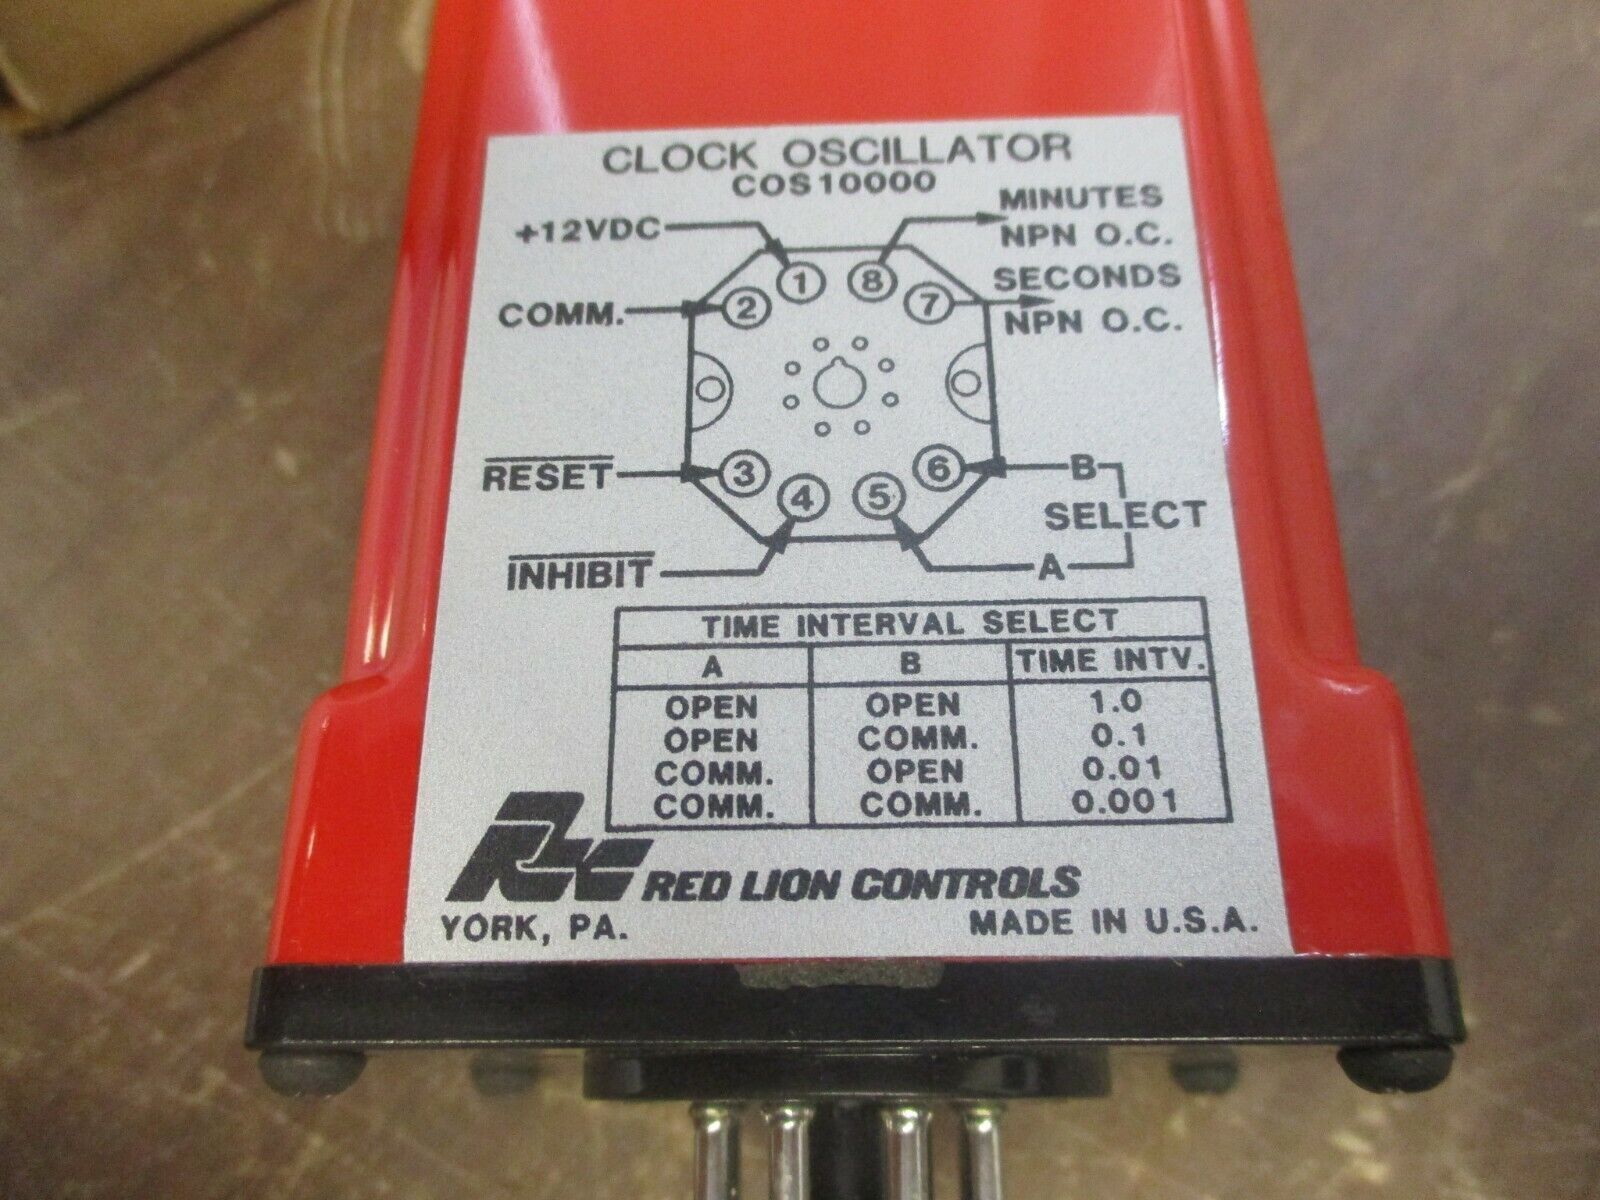 CLOCK OSCILLATOR
COS10000
+12VDC
MINUTES
NPN O.C.
COMM.
SECONDS
NPN O.C.
1
8
2
7
RESET
3
6
B
4
5
SELECT
INHIBIT
A
TIME INTERVAL SELECT
A B TIME INTV.
OPEN OPEN 1.0
OPEN COMM. 0.1
COMM. OPEN 0.01
COMM. COMM. 0.001
RLC RED LION CONTROLS
YORK, PA. MADE IN U.S.A.